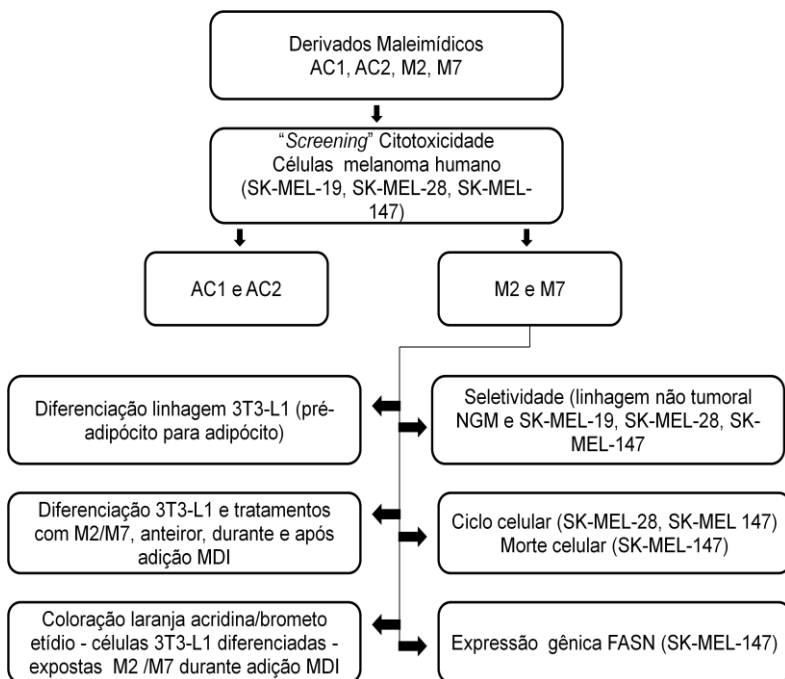 Derivados Maleimídicos
AC1, AC2, M2, M7
“Screening” Citotoxicidade
Células melanoma humano
(SK-MEL-19, SK-MEL-28, SK-MEL-
147)
AC1 e AC2
M2 e M7
Diferenciação linhagem 3T3-L1 (pré-
adipócito para adipócito)
Seletividade (linhagem não tumoral
NGM e SK-MEL-19, SK-MEL-28, SK-
MEL-147
Diferenciação 3T3-L1 e tratamentos
com M2/M7, anteiror, durante e após
adição MDI
Ciclo celular (SK-MEL-28, SK-MEL 147)
Morte celular (SK-MEL-147)
Coloração laranja acridina/brometo
etídio - células 3T3-L1 diferenciadas -
expostas M2 /M7 durante adição MDI
Expressão gênica FASN (SK-MEL-147)